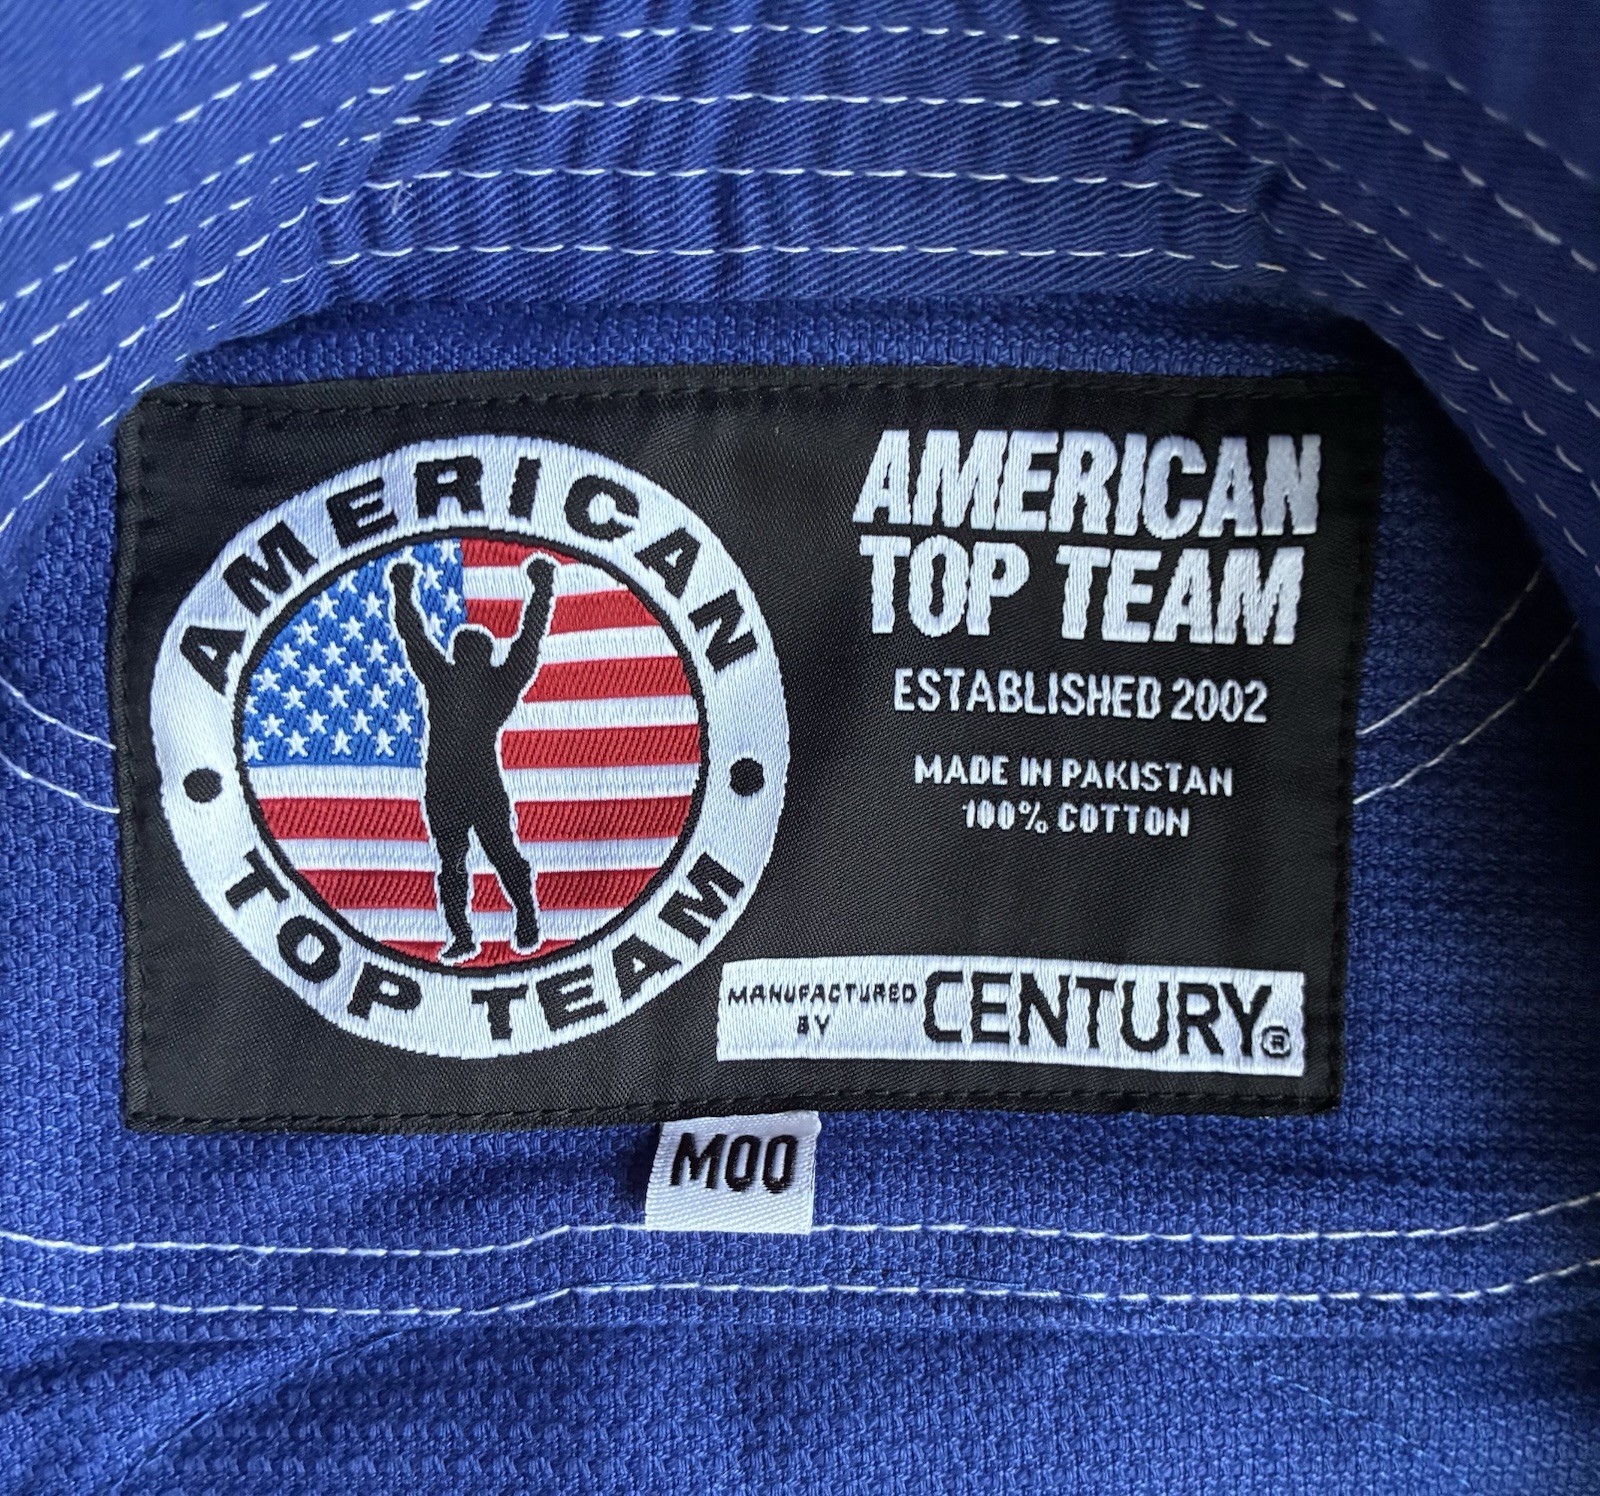 AMERICAN
TOP TEAM
AMERICAN
TOP TEAM
ESTABLISHED 2002
MADE IN PAKISTAN
100% COTTON
MANUFACTURED
BY
CENTURY®
M00